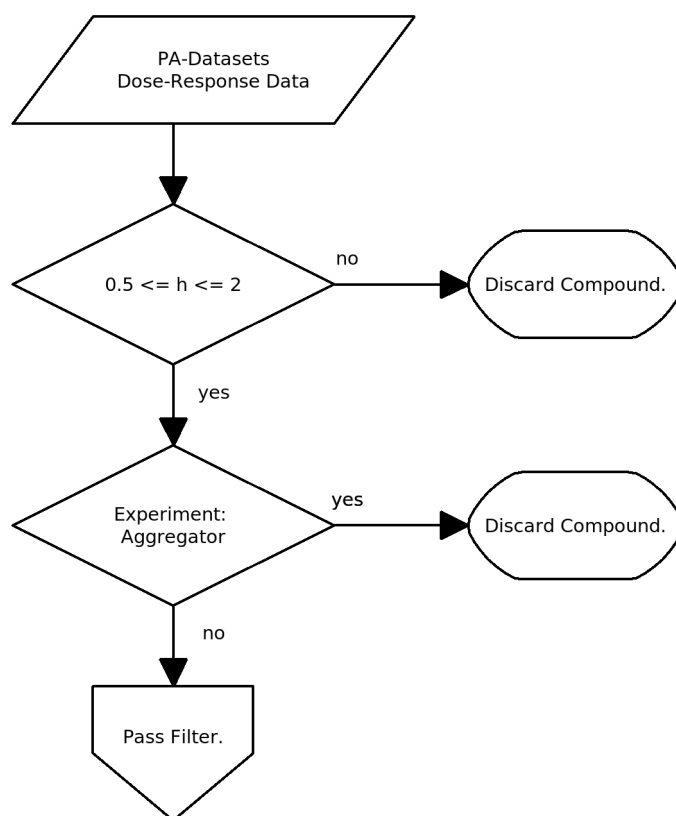 PA-Datasets
Dose-Response Data
0.5 <= h <= 2
no
Discard Compound.
yes
Experiment:
Aggregator
yes
Discard Compound.
no
Pass Filter.